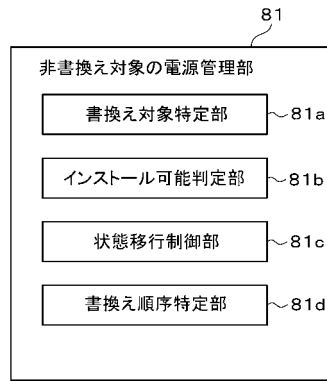 81
非書換え対象の電源管理部
書換え対象特定部
81a
インストール可能判定部
81b
状態移行制御部
81c
書換え順序特定部
81d